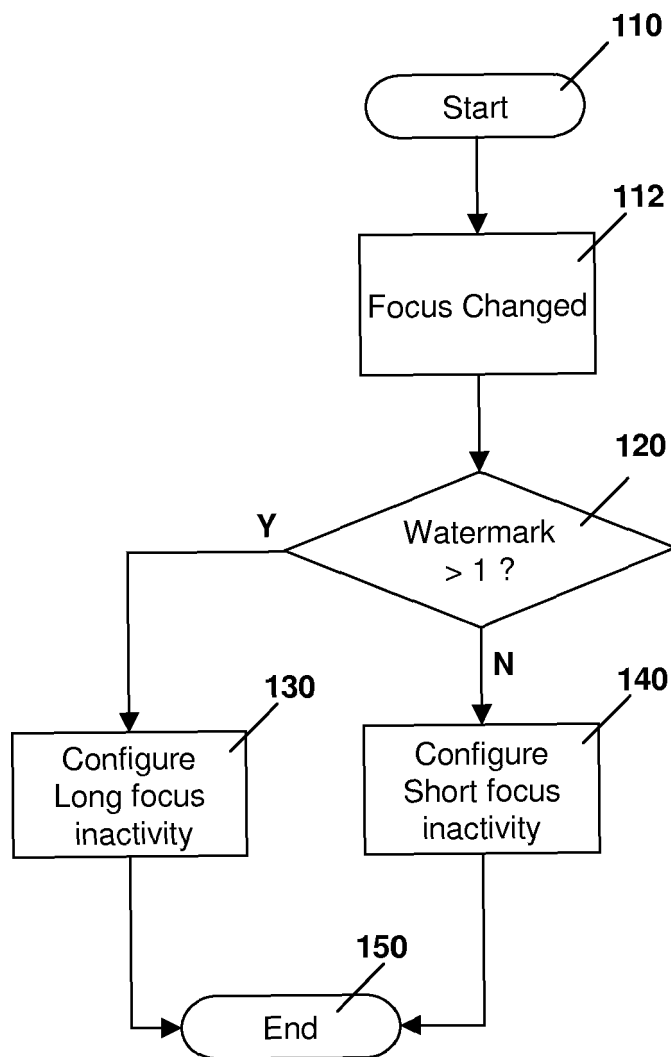 110
Start
112
Focus Changed
120
Y
Watermark
> 1 ?
N
130
140
Configure
Long focus
inactivity
Configure
Short focus
inactivity
150
End